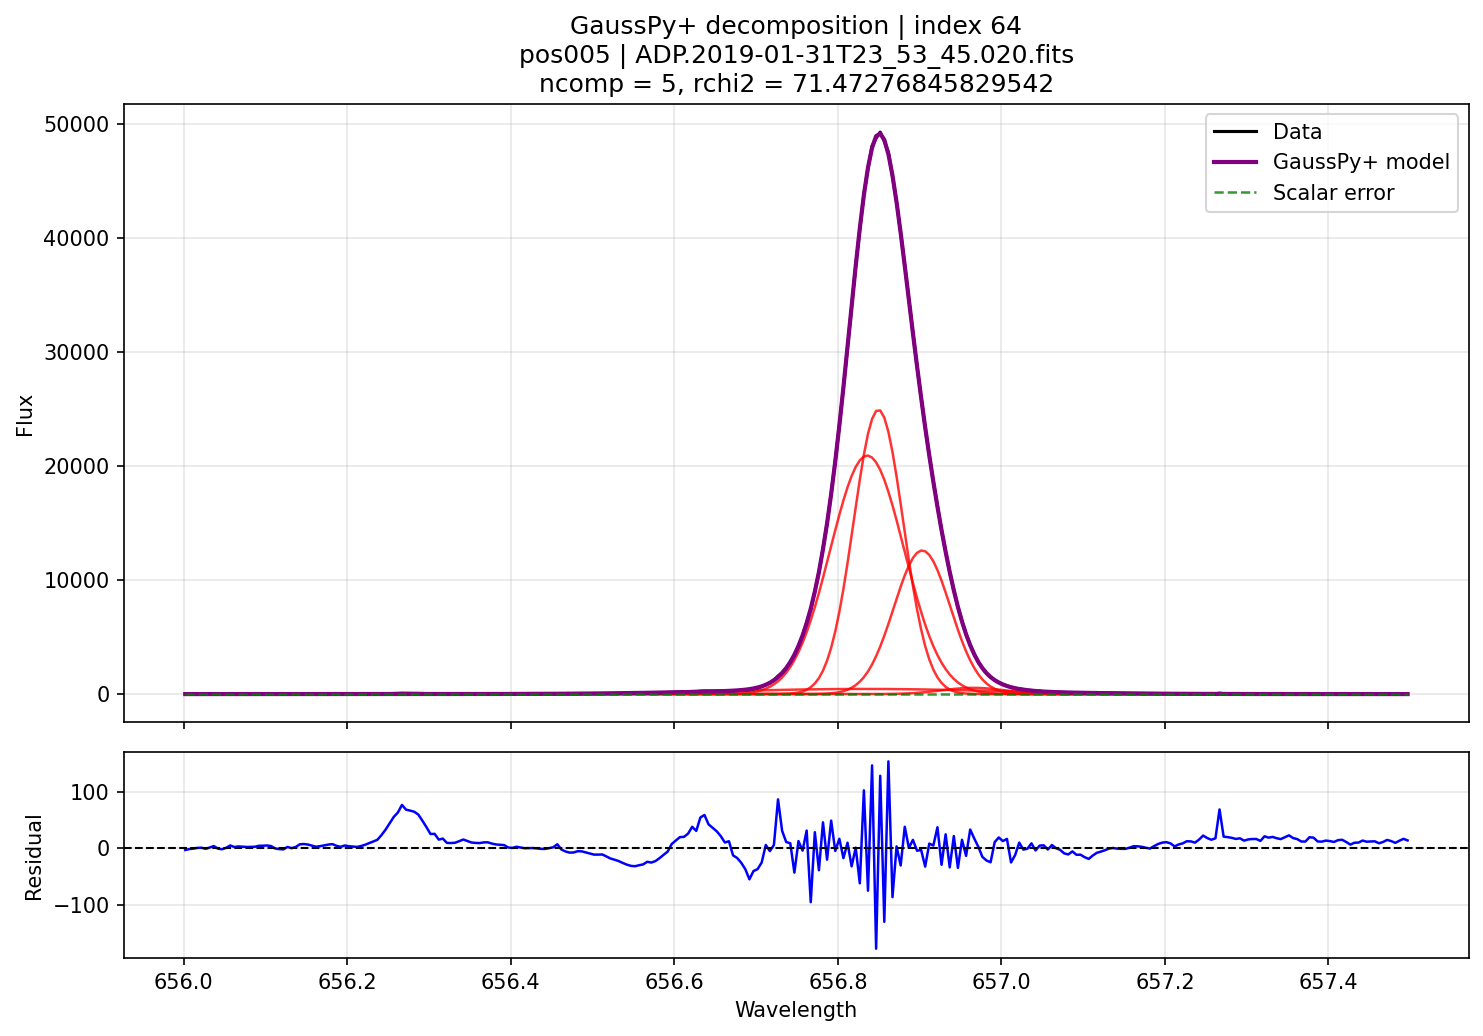 GaussPy+ decomposition | index 64
pos005 | ADP.2019-01-31T23_53_45.020.fits
ncomp = 5, rchi2 = 71.47276845829542
Data
GaussPy+ model
Scalar error
50000
40000
30000
20000
10000
0
Flux
100
0
−100
Residual
656.0 656.2 656.4 656.6 656.8 657.0 657.2 657.4
Wavelength